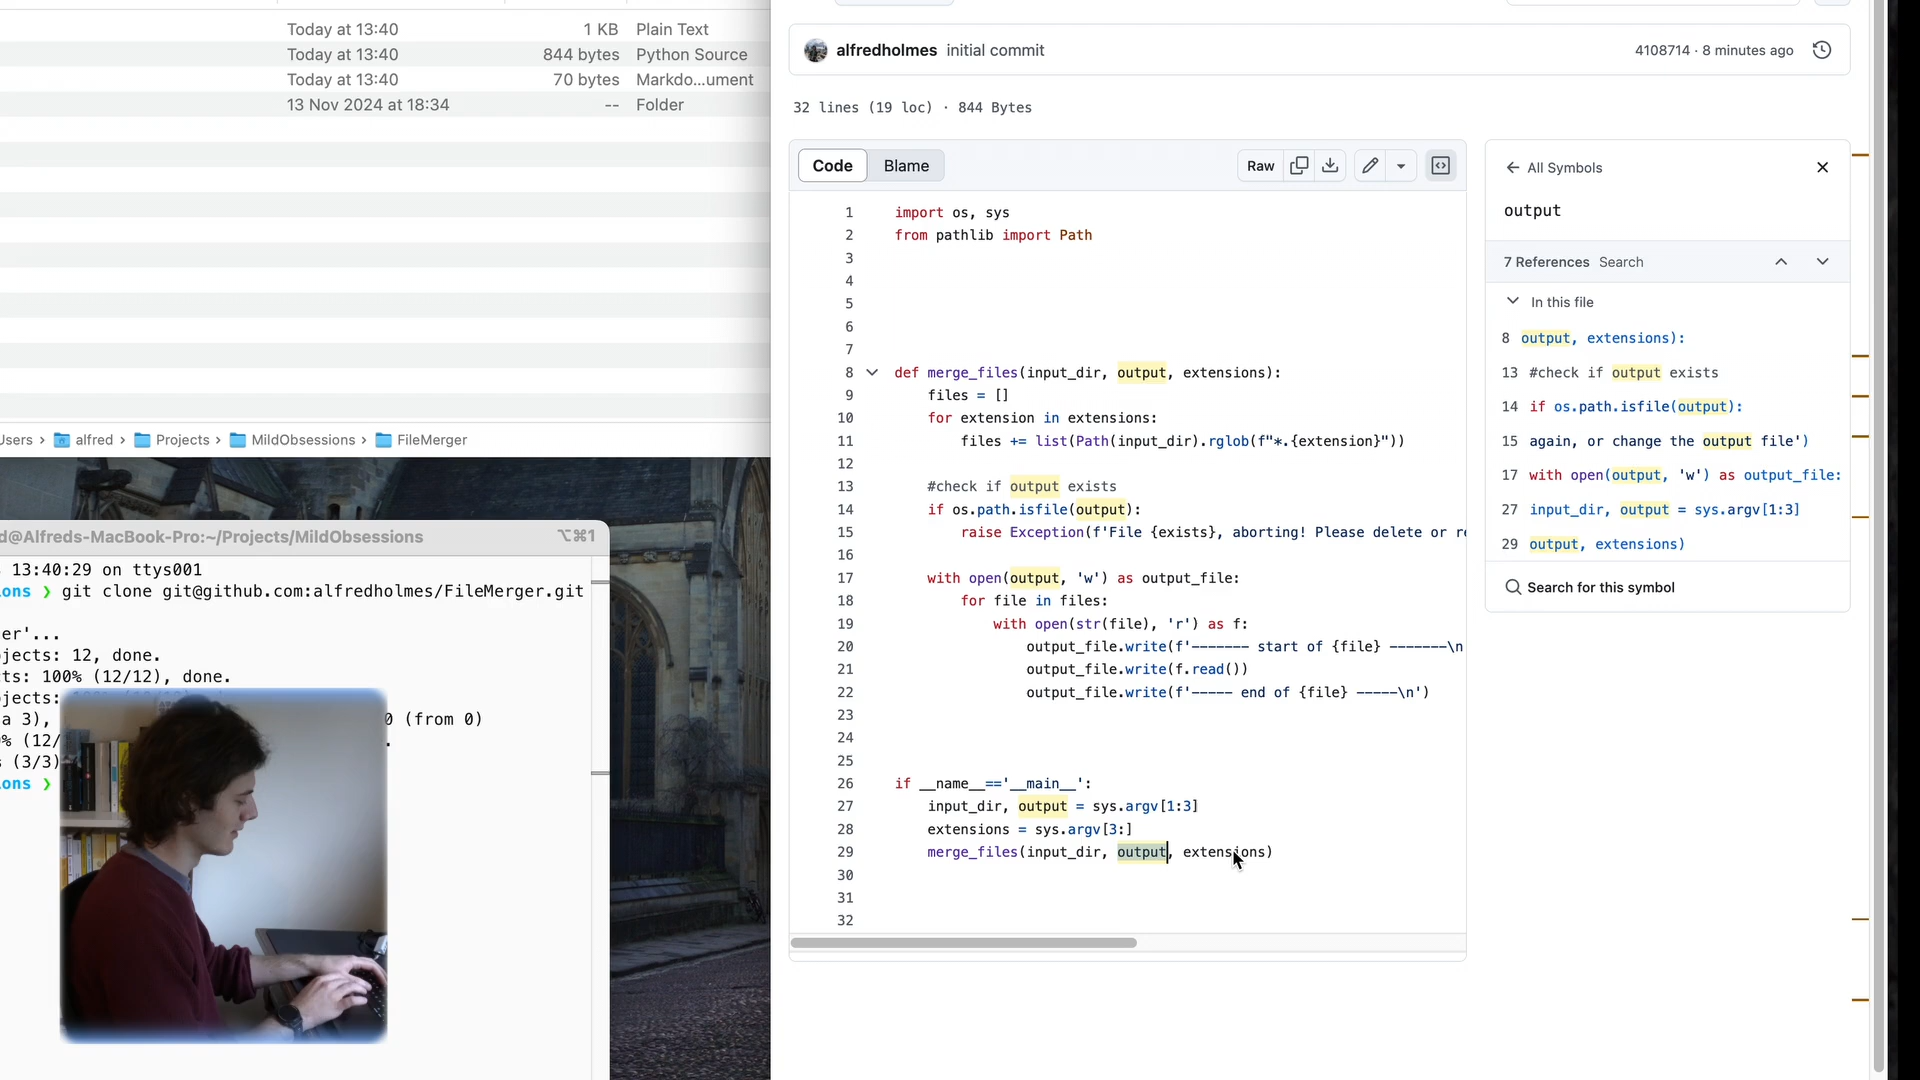 Today at 13:40 1 KB Plain Text
Today at 13:40 844 bytes Python Source
Today at 13:40 70 bytes Markdo...ument
13 Nov 2024 at 18:34 -- Folder
Users › alfred › Projects › MildObsessions › FileMerger
d@Alfreds-MacBook-Pro:~/Projects/MildObsessions ⌥⌘1
13:40:29 on ttys001
ons ❯ git clone git@github.com:alfredholmes/FileMerger.git
er'...
jects: 12, done.
ts: 100% (12/12), done.
jects:
a 3), 0 (from 0)
% (12/ .
s (3/3)
ons ❯
alfredholmes initial commit 4108714 · 8 minutes ago
32 lines (19 loc) · 844 Bytes
Code Blame Raw
1 import os, sys
2 from pathlib import Path
3
4
5
6
7
8 def merge_files(input_dir, output, extensions):
9 files = []
10 for extension in extensions:
11 files += list(Path(input_dir).rglob(f"*.{extension}"))
12
13 #check if output exists
14 if os.path.isfile(output):
15 raise Exception(f'File {exists}, aborting! Please delete or re
16
17 with open(output, 'w') as output_file:
18 for file in files:
19 with open(str(file), 'r') as f:
20 output_file.write(f'------- start of {file} -------\n
21 output_file.write(f.read())
22 output_file.write(f'----- end of {file} -----\n')
23
24
25
26 if __name__=='__main__':
27 input_dir, output = sys.argv[1:3]
28 extensions = sys.argv[3:]
29 merge_files(input_dir, output, extensions)
30
31
32
← All Symbols
output
7 References Search
In this file
8 output, extensions):
13 #check if output exists
14 if os.path.isfile(output):
15 again, or change the output file')
17 with open(output, 'w') as output_file:
27 input_dir, output = sys.argv[1:3]
29 output, extensions)
Search for this symbol